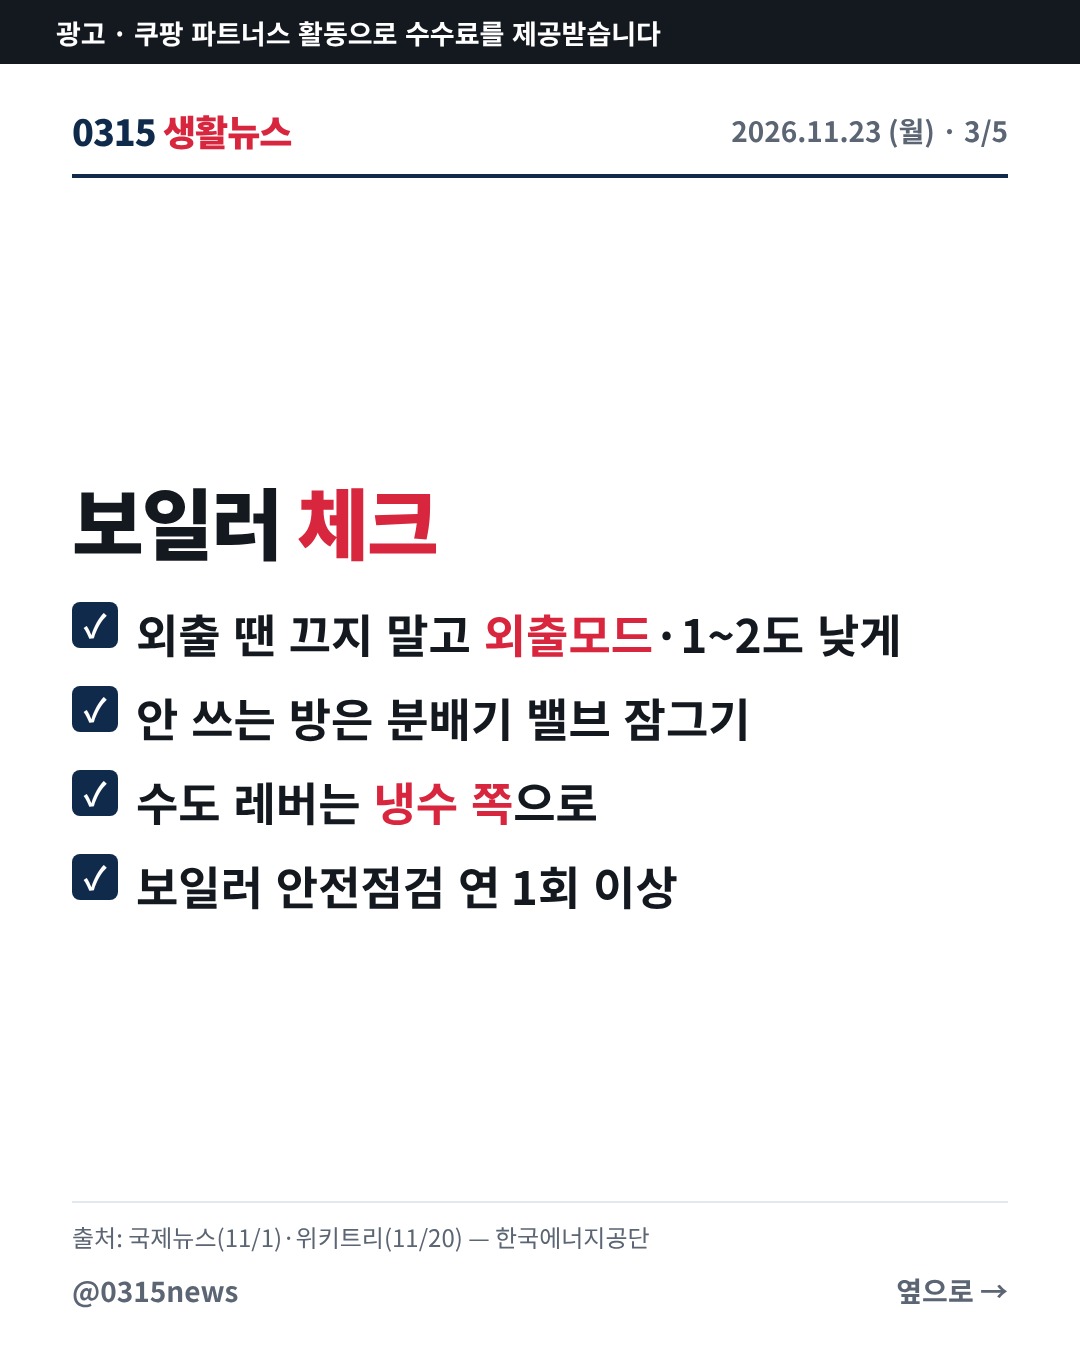 광고 · 쿠팡 파트너스 활동으로 수수료를 제공받습니다
0315 생활뉴스
2026.11.23 (월) · 3/5
보일러 체크
✓ 외출 땐 끄지 말고 외출모드·1~2도 낮게
✓ 안 쓰는 방은 분배기 밸브 잠그기
✓ 수도 레버는 냉수 쪽으로
✓ 보일러 안전점검 연 1회 이상
출처: 국제뉴스(11/1)·위키트리(11/20) — 한국에너지공단
@0315news
옆으로 →